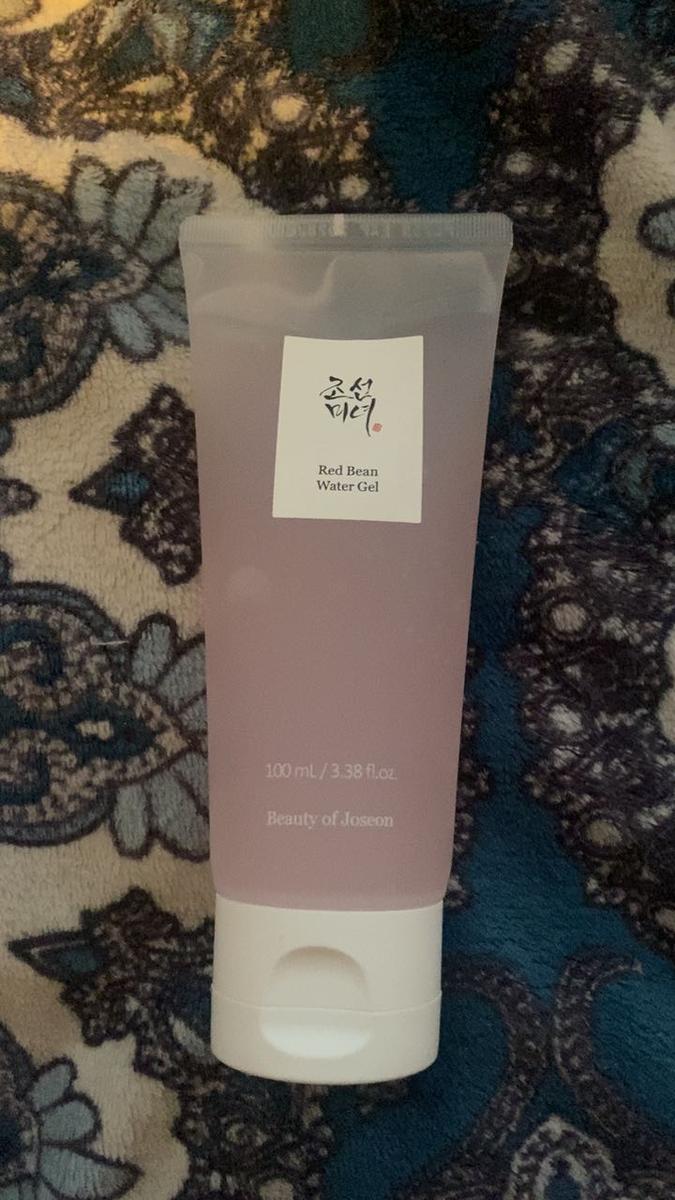 조선
미녀
Red Bean
Water Gel
100 mL / 3.38 fl.oz.
Beauty of Joseon